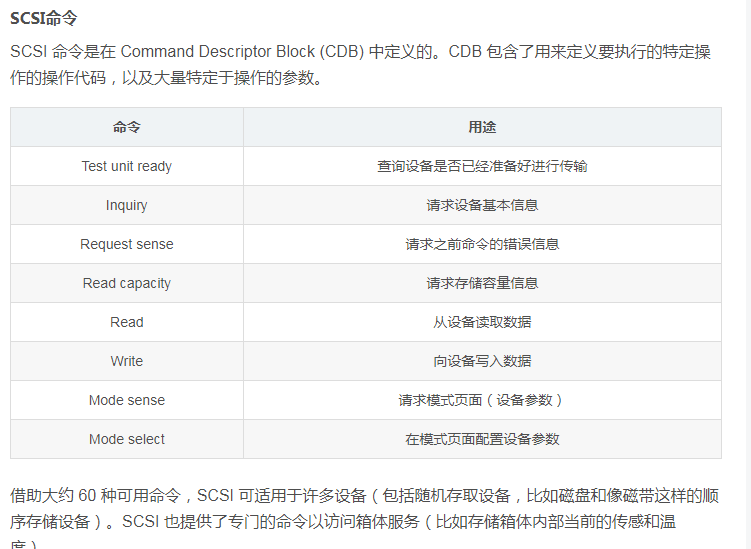 SCSI命令
SCSI 命令是在 Command Descriptor Block (CDB) 中定义的。CDB 包含了用来定义要执行的特定操
作的操作代码，以及大量特定于操作的参数。
命令 用途
Test unit ready 查询设备是否已经准备好进行传输
Inquiry 请求设备基本信息
Request sense 请求之前命令的错误信息
Read capacity 请求存储容量信息
Read 从设备读取数据
Write 向设备写入数据
Mode sense 请求模式页面（设备参数）
Mode select 在模式页面配置设备参数
借助大约 60 种可用命令，SCSI 可适用于许多设备（包括随机存取设备，比如磁盘和像磁带这样的顺
序存储设备）。SCSI 也提供了专门的命令以访问箱体服务（比如存储箱体内部当前的传感和温
度）